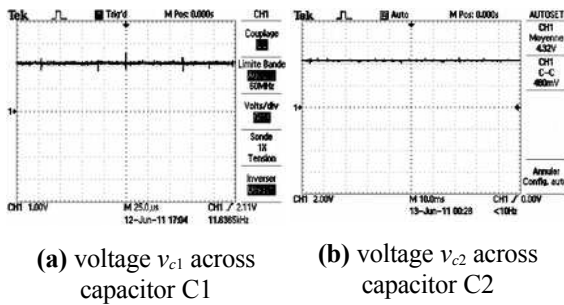 Tek Trig'd M Pos: 0.000s CH1
Couplage
Limite Bande
60MHz
Volts/div
Sonde
1X
Tension
Inverser
1
CH1 1.00V M 25.0µs CH1 / 2.11V
12-Jun-11 17:04
Tek Auto M Pos: 0.000s AUTOSET
CH1
Moyenne
4.32V
CH1
C-C
480mV
Annuler
Config. auto
1
CH1 2.00V M 10.0ms CH1 / 0.00V
13-Jun-11 00:28 <10Hz
(a) voltage vc1 across
capacitor C1
(b) voltage vc2 across
capacitor C2